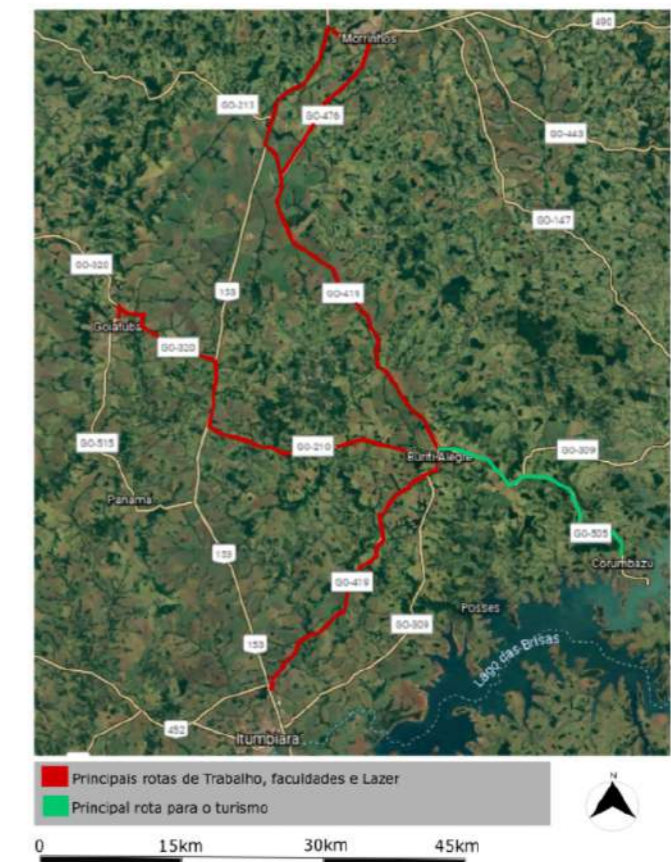 490
Morrinhos
GO-213
GO-476
GO-443
GO-147
GO-320
153
GO-419
Goiatuba
GO-320
GO-515
GO-210
Buriti Alegre
GO-309
Panamá
GO-505
153
Corumbazul
GO-419
Posses
GO-309
153
Lago das Brisas
452
Itumbiara
Principais rotas de Trabalho, faculdades e Lazer
Principal rota para o turismo
N
0 15km 30km 45km